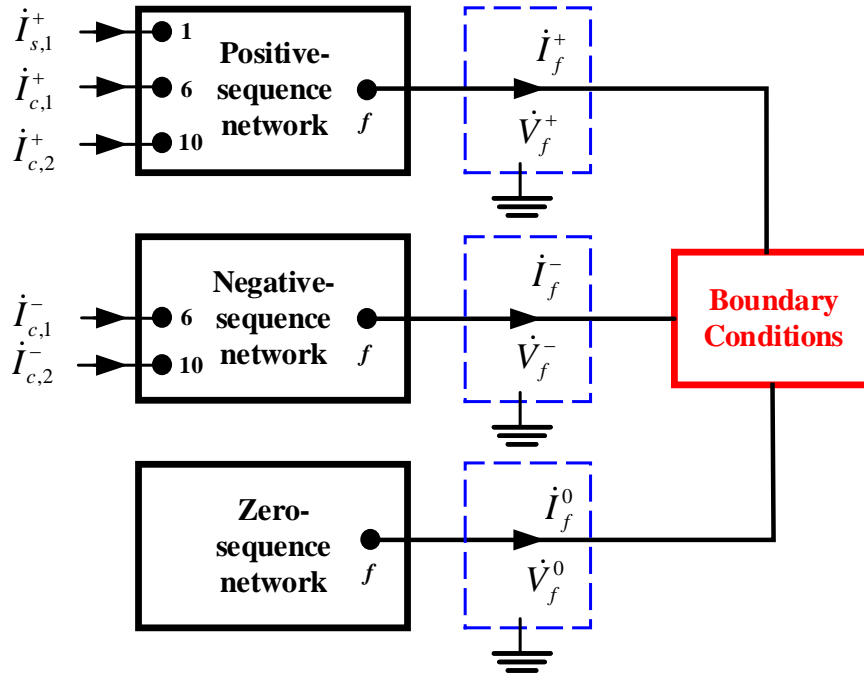 İ⁺s,1
1
İ⁺c,1
6
İ⁺c,2
10
Positive-
sequence
network
f
İ⁺f
V̇⁺f
İ⁻c,1
6
İ⁻c,2
10
Negative-
sequence
network
f
İ⁻f
V̇⁻f
Boundary
Conditions
Zero-
sequence
network
f
İ⁰f
V̇⁰f